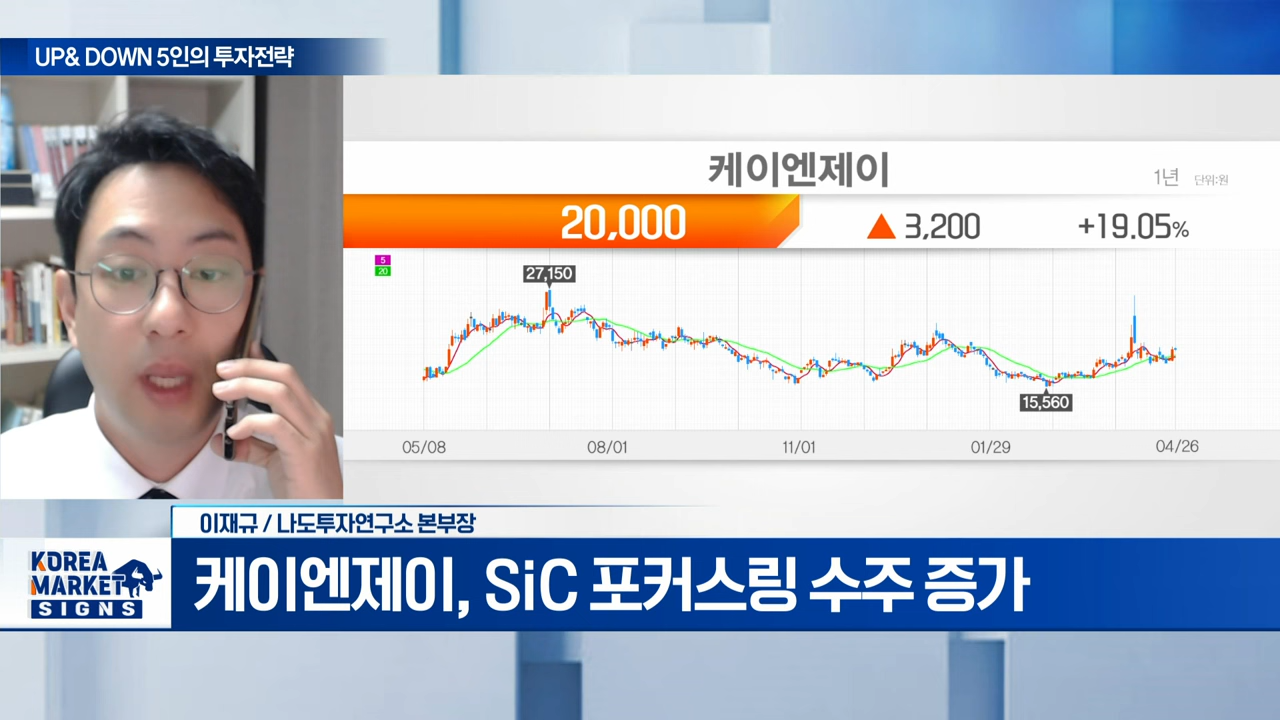 UP& DOWN 5인의 투자전략
케이엔제이
1년 단위:원
20,000 ▲ 3,200 +19.05%
5
20
27,150
15,560
05/08 08/01 11/01 01/29 04/26
이재규 / 나도투자연구소 본부장
KOREA
MARKET
SIGNS
케이엔제이, SiC 포커스링 수주 증가